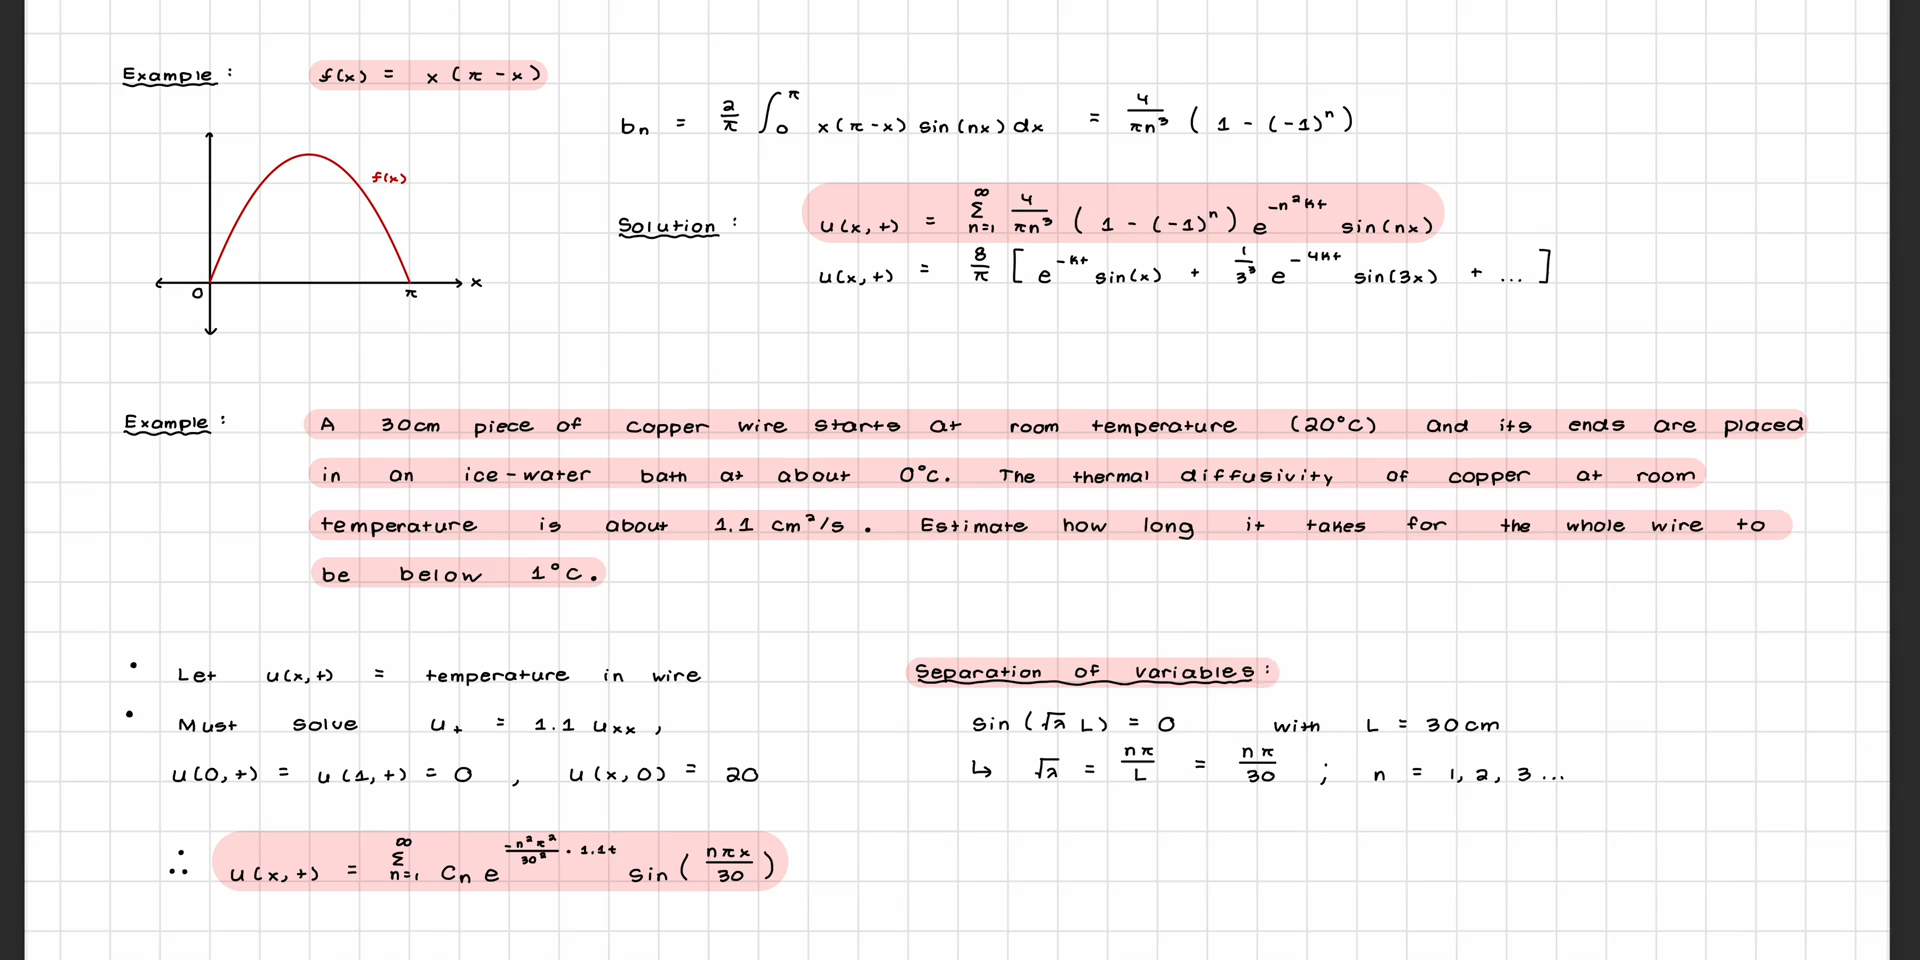 Example : f(x) = x (π - x)
bn = 2/π ∫₀^π x(π-x) sin(nx) dx = 4/πn³ ( 1 - (-1)ⁿ )
f(x)
0 π x
Solution : u(x,t) = ∞ Σ n=1 4/πn³ ( 1 - (-1)ⁿ ) e^(-n²kt) sin(nx)
u(x,t) = 8/π [ e^(-kt) sin(x) + 1/3³ e^(-4kt) sin(3x) + ... ]
Example : A 30cm piece of copper wire starts at room temperature (20°C) and its ends are placed
in an ice-water bath at about 0°C. The thermal diffusivity of copper at room
temperature is about 1.1 cm²/s . Estimate how long it takes for the whole wire to
be below 1°C.
• Let u(x,t) = temperature in wire
• Must solve u_t = 1.1 u_xx ,
u(0,t) = u(1,t) = 0 , u(x,0) = 20
Separation of variables :
sin (√λ L) = 0 with L = 30cm
↳ √λ = nπ/L = nπ/30 ; n = 1, 2, 3 ...
∴ u(x,t) = ∞ Σ n=1 Cn e^(-n²π²/30² · 1.1t) sin ( nπx/30 )